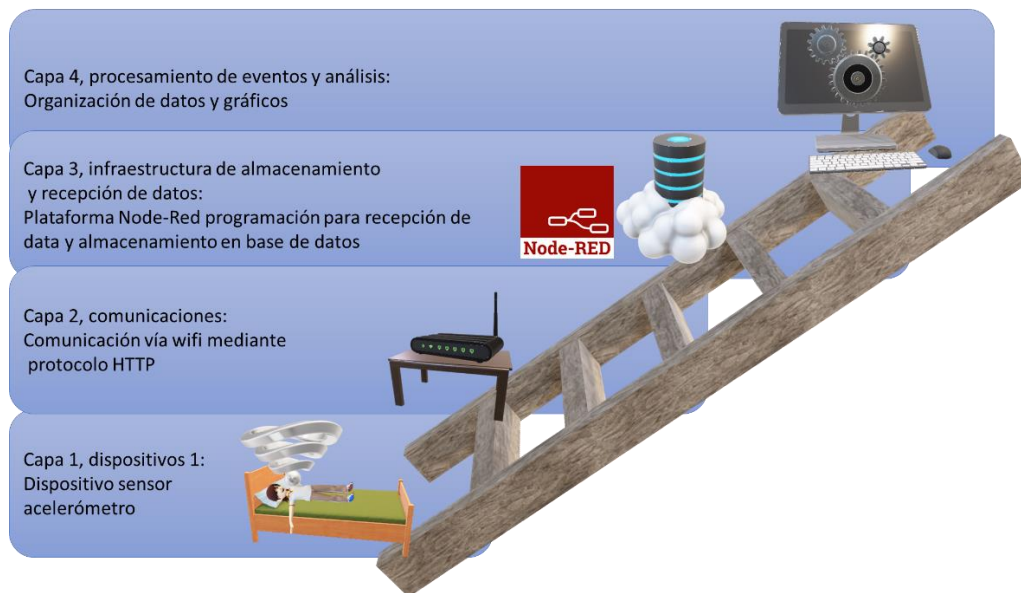 Capa 4, procesamiento de eventos y análisis:
Organización de datos y gráficos
Capa 3, infraestructura de almacenamiento
y recepción de datos:
Plataforma Node-Red programación para recepción de
data y almacenamiento en base de datos
Node-RED
Capa 2, comunicaciones:
Comunicación vía wifi mediante
protocolo HTTP
Capa 1, dispositivos 1:
Dispositivo sensor
acelerómetro